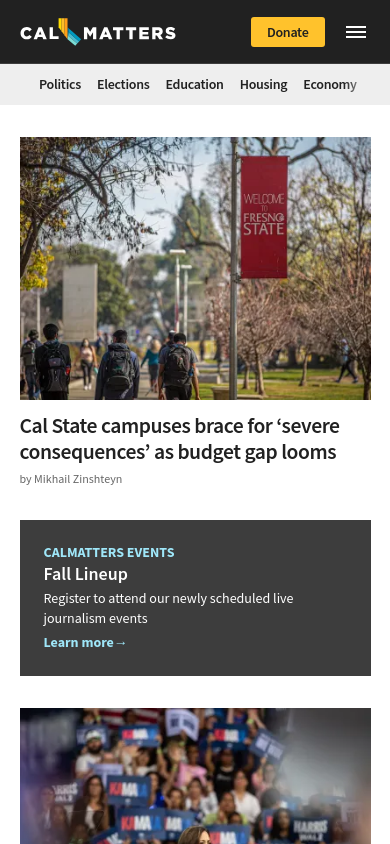 CALMATTERS
Donate
Politics Elections Education Housing Economy
WELCOME
TO
FRESNO
STATE
Cal State campuses brace for ‘severe
consequences’ as budget gap looms
by Mikhail Zinshteyn
CALMATTERS EVENTS
Fall Lineup
Register to attend our newly scheduled live
journalism events
Learn more→
KAMALA
HARRIS
WALZ